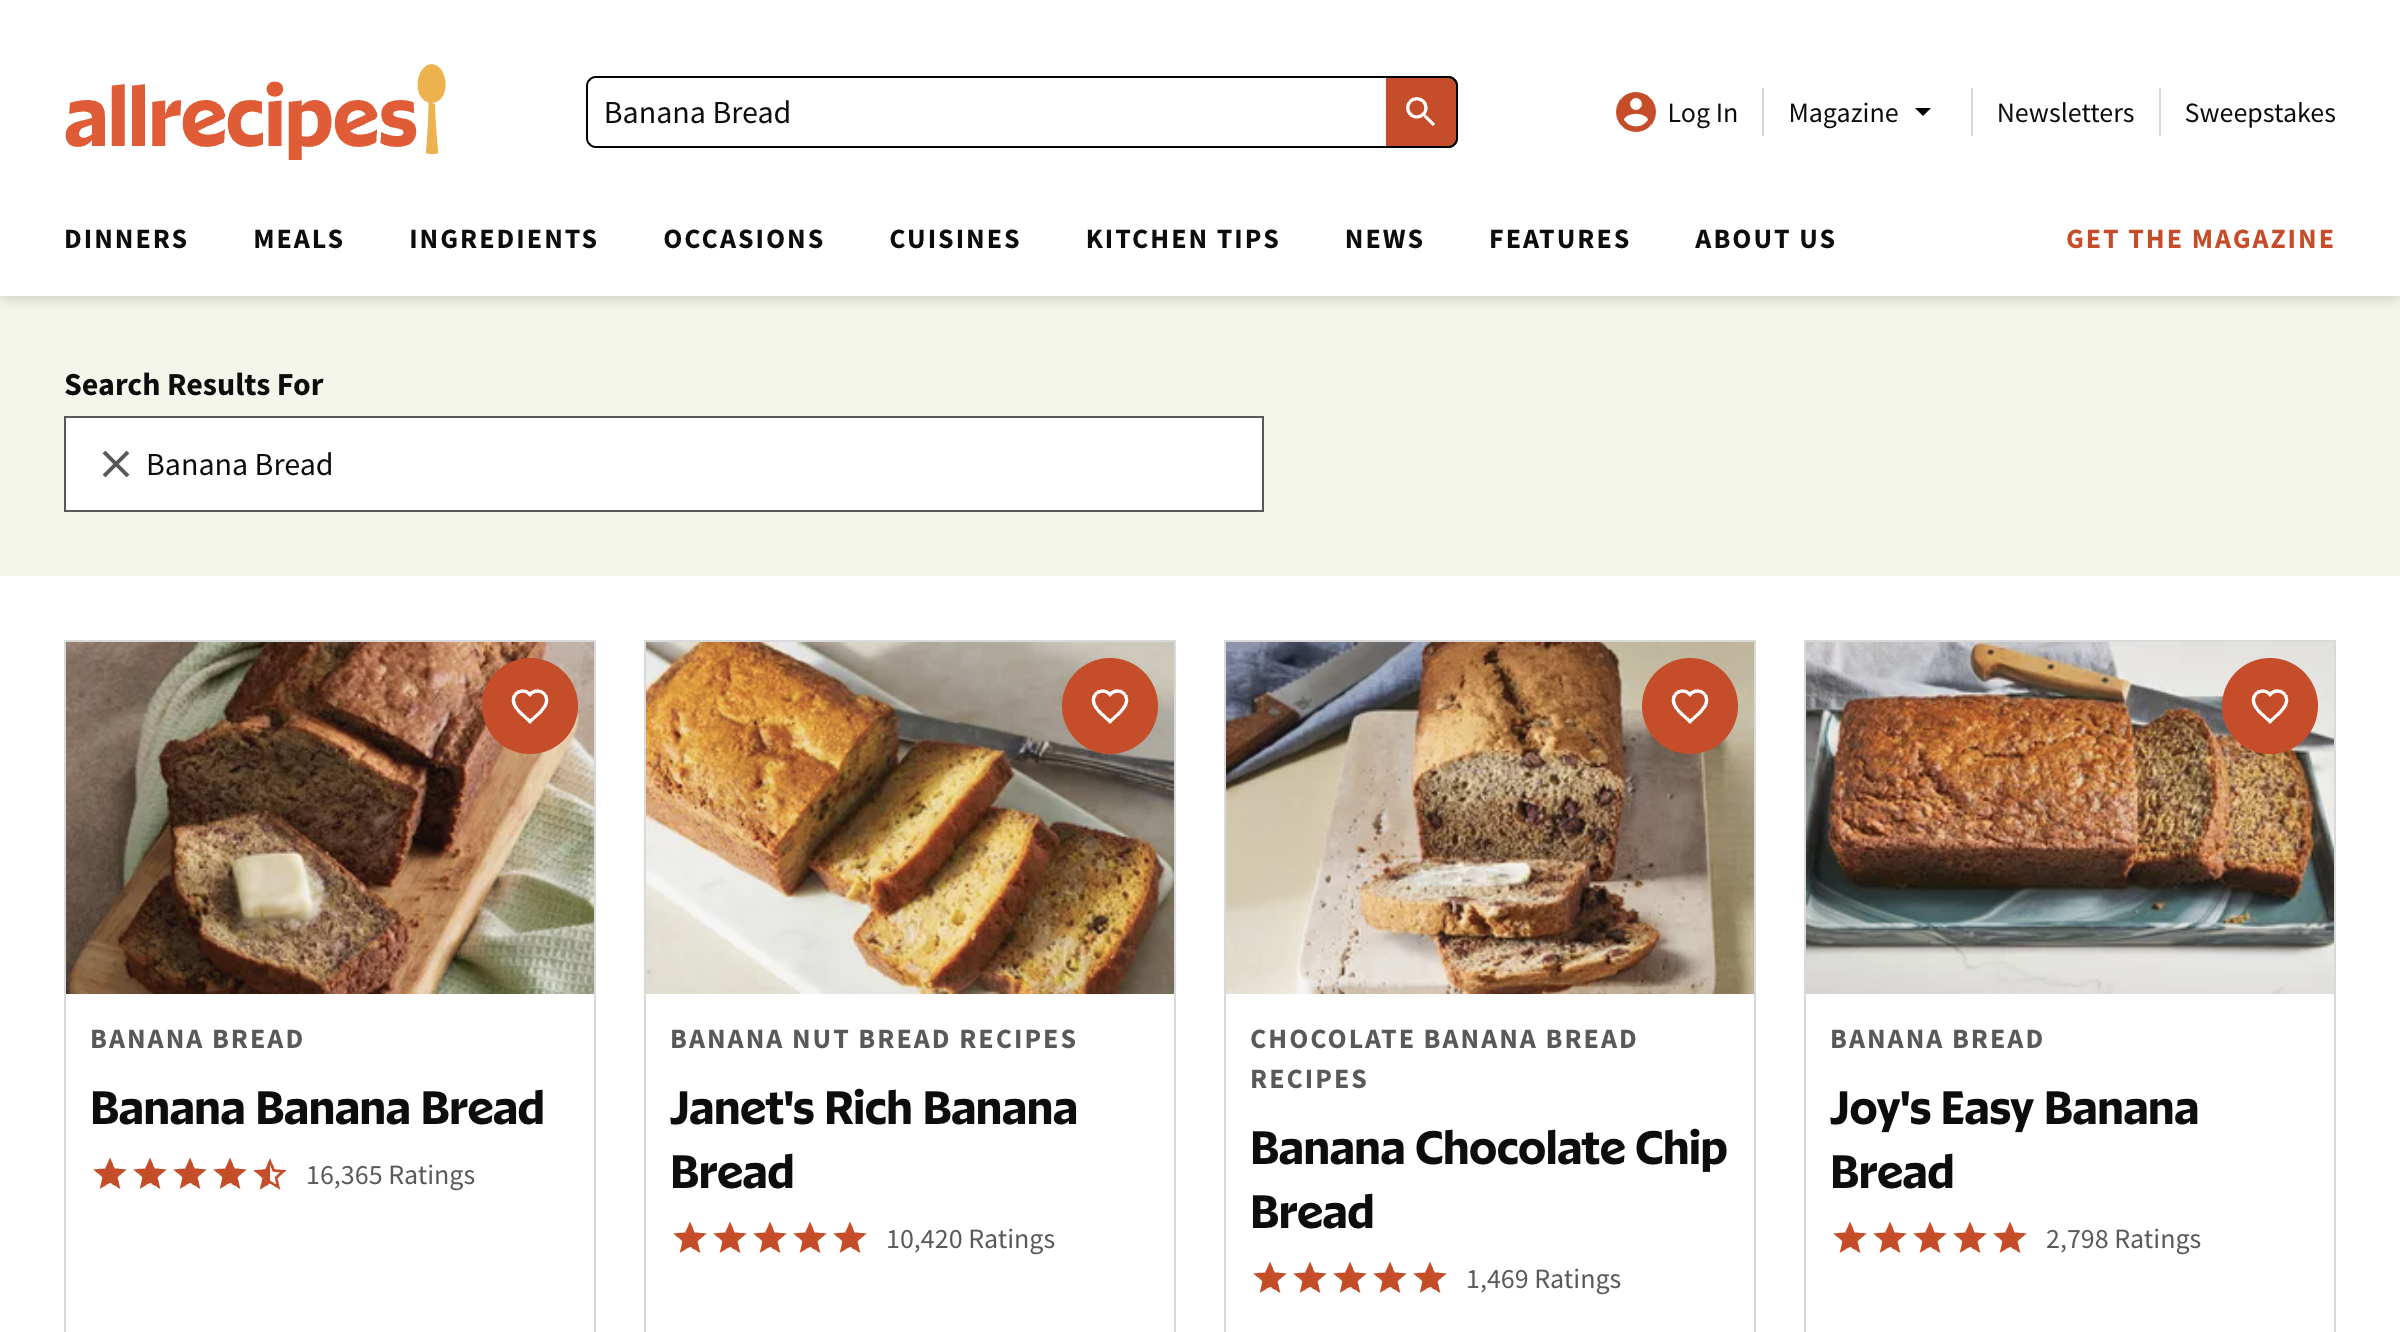 allrecipes
Banana Bread
Log In
Magazine
Newsletters
Sweepstakes
DINNERS
MEALS
INGREDIENTS
OCCASIONS
CUISINES
KITCHEN TIPS
NEWS
FEATURES
ABOUT US
GET THE MAGAZINE
Search Results For
Banana Bread
BANANA BREAD
Banana Banana Bread
16,365 Ratings
BANANA NUT BREAD RECIPES
Janet's Rich Banana
Bread
10,420 Ratings
CHOCOLATE BANANA BREAD
RECIPES
Banana Chocolate Chip
Bread
1,469 Ratings
BANANA BREAD
Joy's Easy Banana
Bread
2,798 Ratings